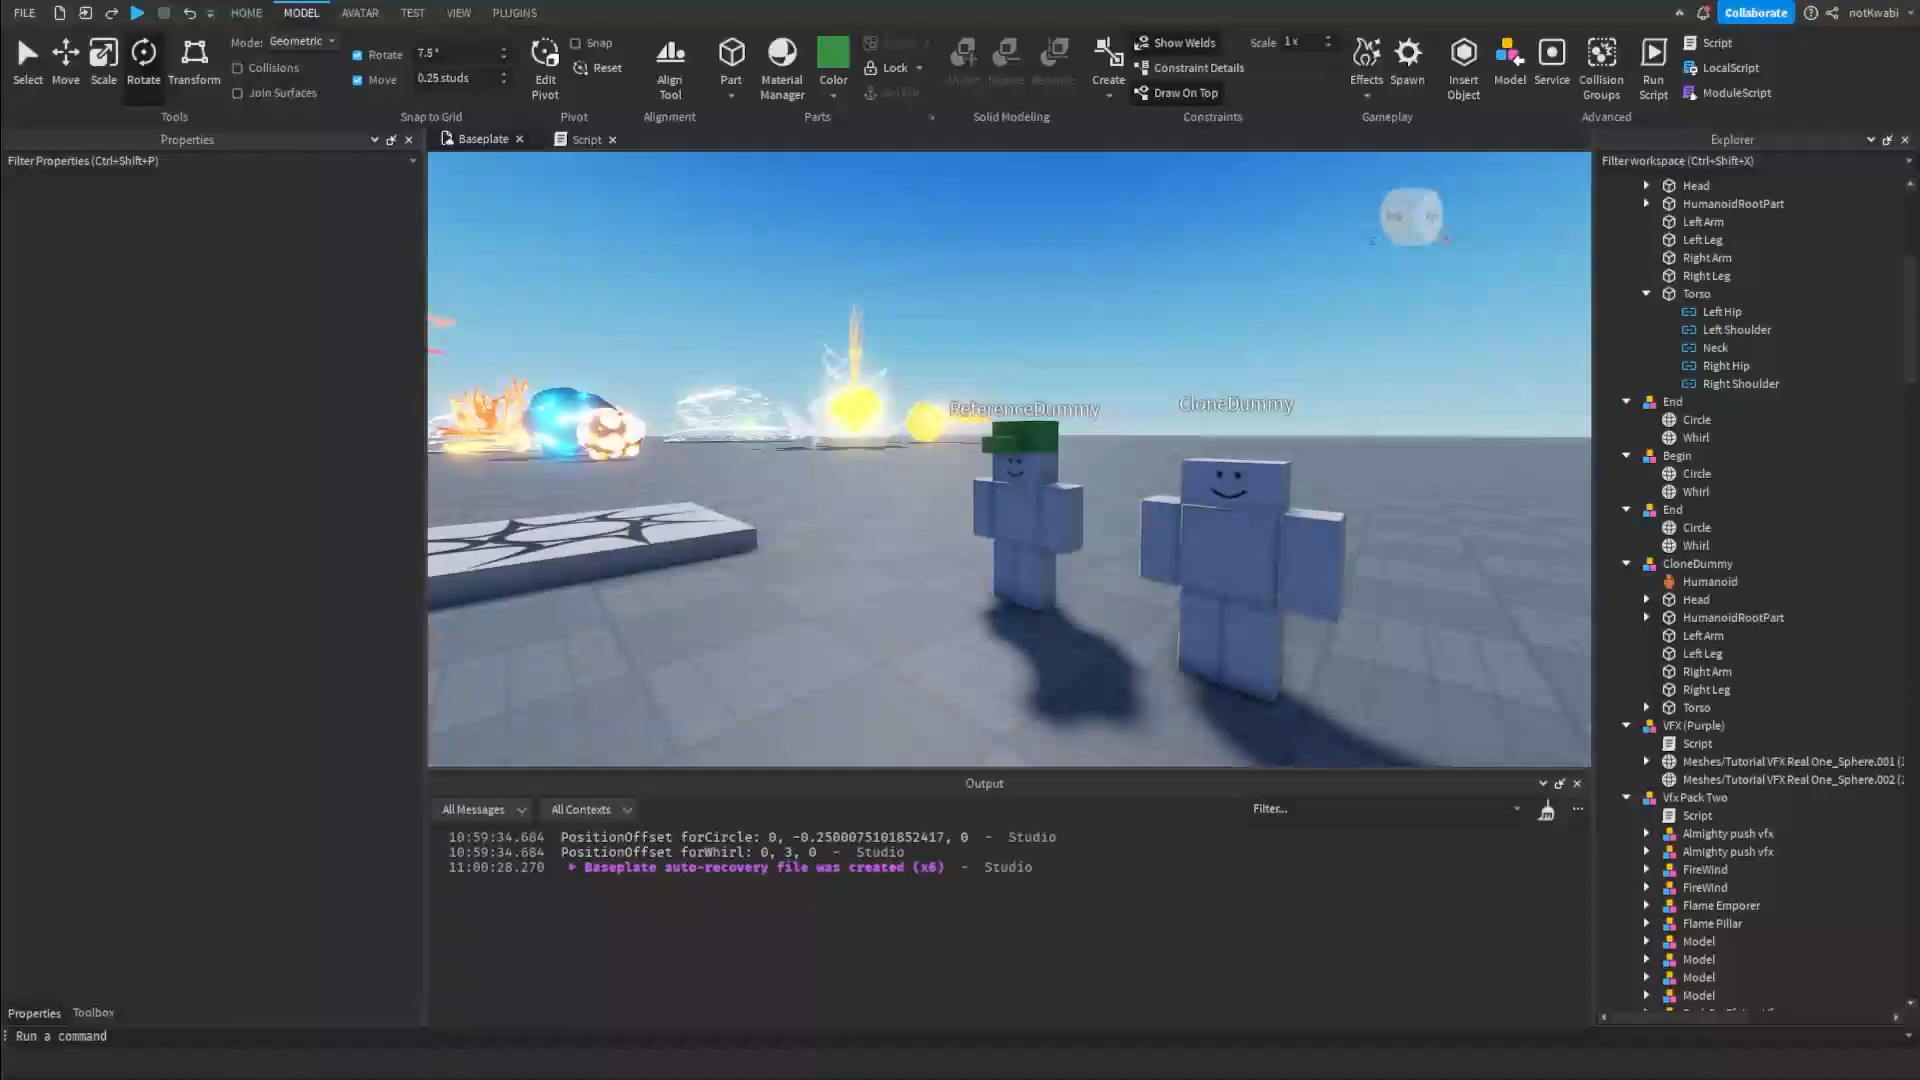 FILE HOME MODEL AVATAR TEST VIEW PLUGINS Collaborate notKwabi
Select Move Scale Rotate Transform
Mode: Geometric
Collisions
Join Surfaces
Tools
Rotate 7.5°
Move 0.25 studs
Snap to Grid
Edit Pivot
Snap
Reset
Pivot
Align Tool
Alignment
Part
Material Manager
Color
Lock
Parts
Solid Modeling
Create
Show Welds
Constraint Details
Draw On Top
Scale 1x
Constraints
Effects
Spawn
Gameplay
Insert Object
Model
Service
Collision Groups
Run Script
Script
LocalScript
ModuleScript
Advanced
Properties
Filter Properties (Ctrl+Shift+P)
Baseplate
Script
ReferenceDummy
CloneDummy
Explorer
Filter workspace (Ctrl+Shift+X)
Head
HumanoidRootPart
Left Arm
Left Leg
Right Arm
Right Leg
Torso
Left Hip
Left Shoulder
Neck
Right Hip
Right Shoulder
End
Circle
Whirl
Begin
Circle
Whirl
End
Circle
Whirl
CloneDummy
Humanoid
Head
HumanoidRootPart
Left Arm
Left Leg
Right Arm
Right Leg
Torso
VFX (Purple)
Script
Meshes/Tutorial VFX Real One_Sphere.001 (
Meshes/Tutorial VFX Real One_Sphere.002 (
Vfx Pack Two
Script
Almighty push vfx
Almighty push vfx
FireWind
FireWind
Flame Emporer
Flame Pillar
Model
Model
Model
Model
Output
All Messages All Contexts Filter...
10:59:34.684 PositionOffset forCircle: 0, -0.2500075101852417, 0 - Studio
10:59:34.684 PositionOffset forWhirl: 0, 3, 0 - Studio
11:00:28.270 Baseplate auto-recovery file was created (x6) - Studio
Properties Toolbox
Run a command